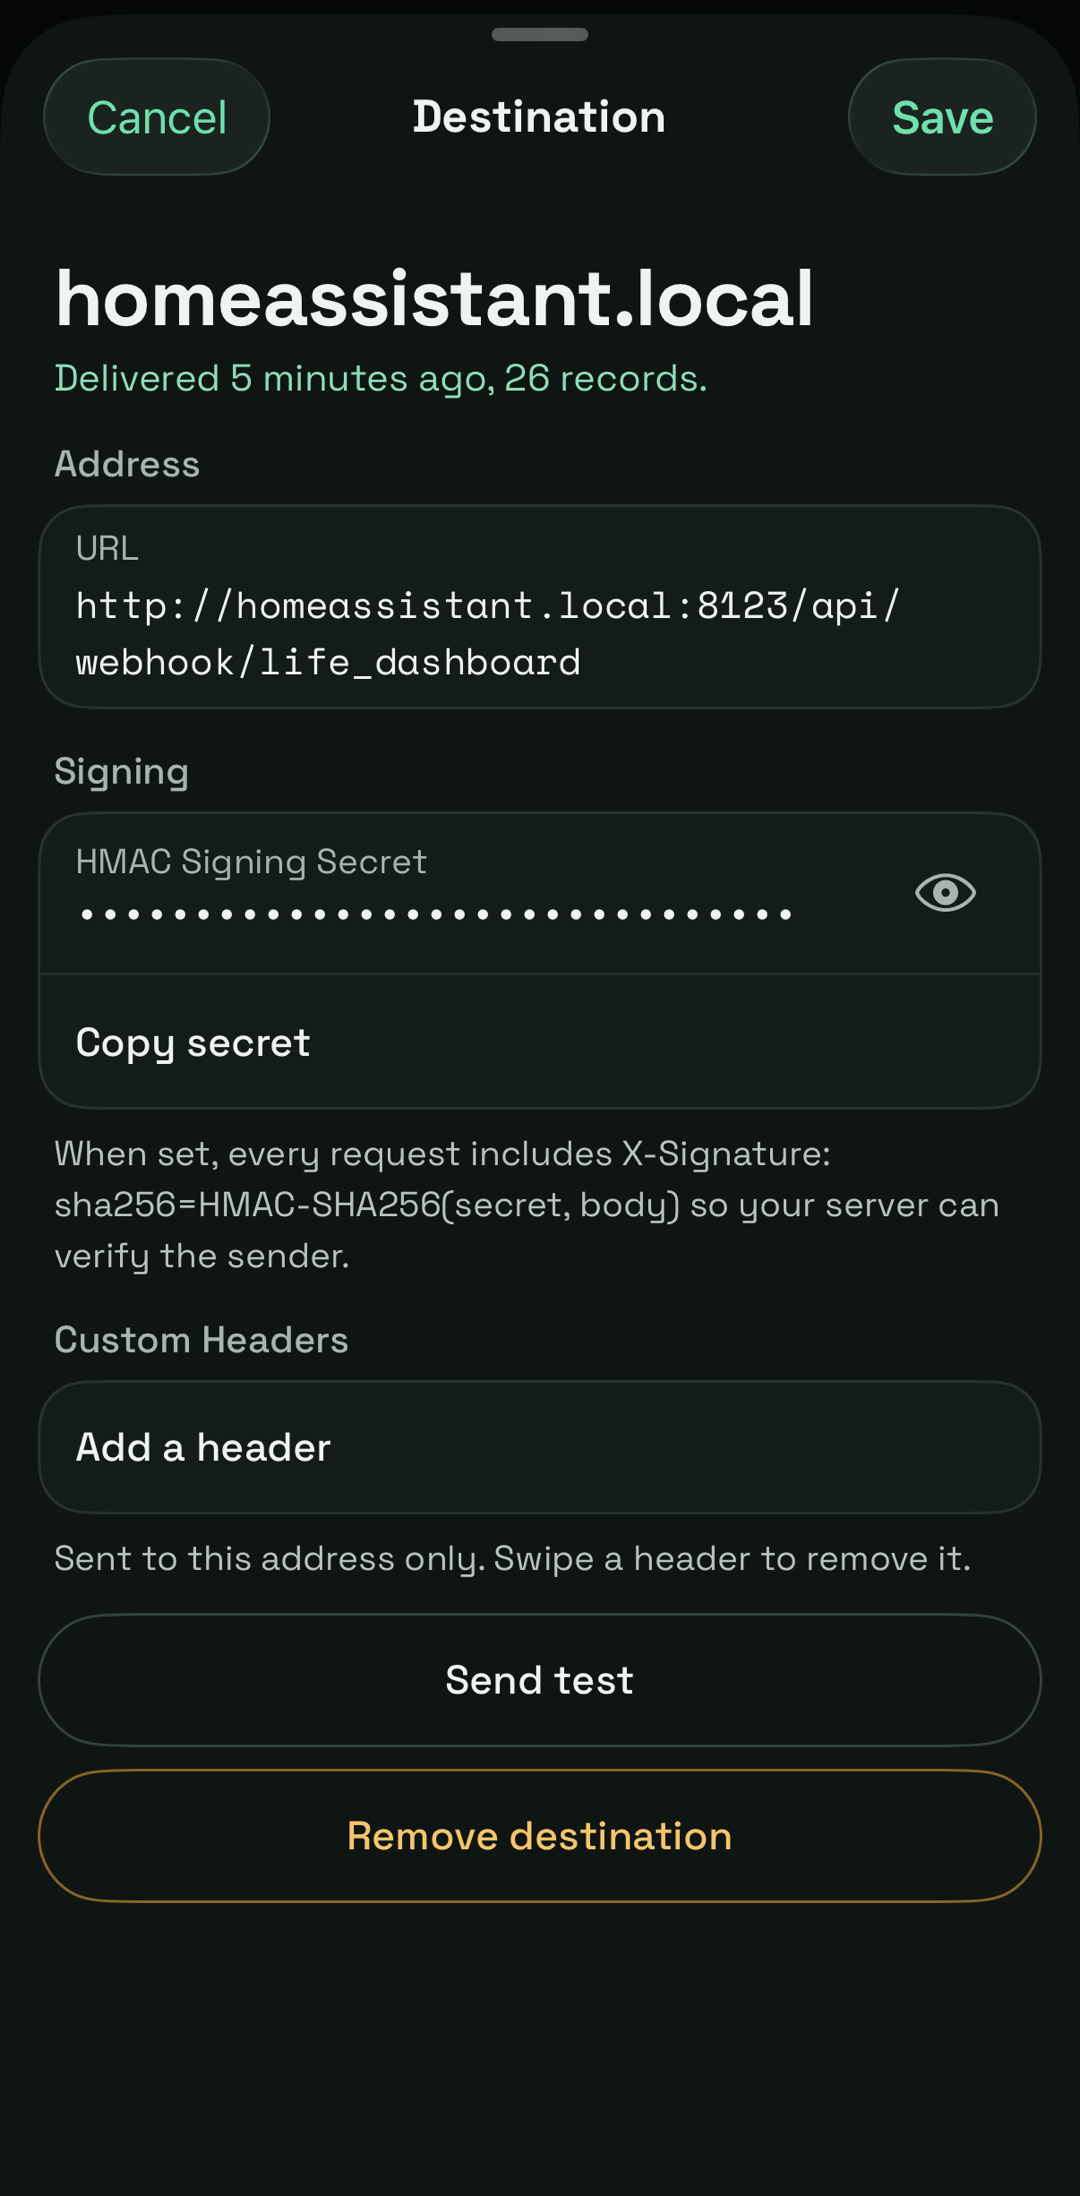 Cancel
Destination
Save
homeassistant.local
Delivered 5 minutes ago, 26 records.
Address
URL
http://homeassistant.local:8123/api/
webhook/life_dashboard
Signing
HMAC Signing Secret
•••••••••••••••••••••••••••••••
Copy secret
When set, every request includes X-Signature:
sha256=HMAC-SHA256(secret, body) so your server can
verify the sender.
Custom Headers
Add a header
Sent to this address only. Swipe a header to remove it.
Send test
Remove destination